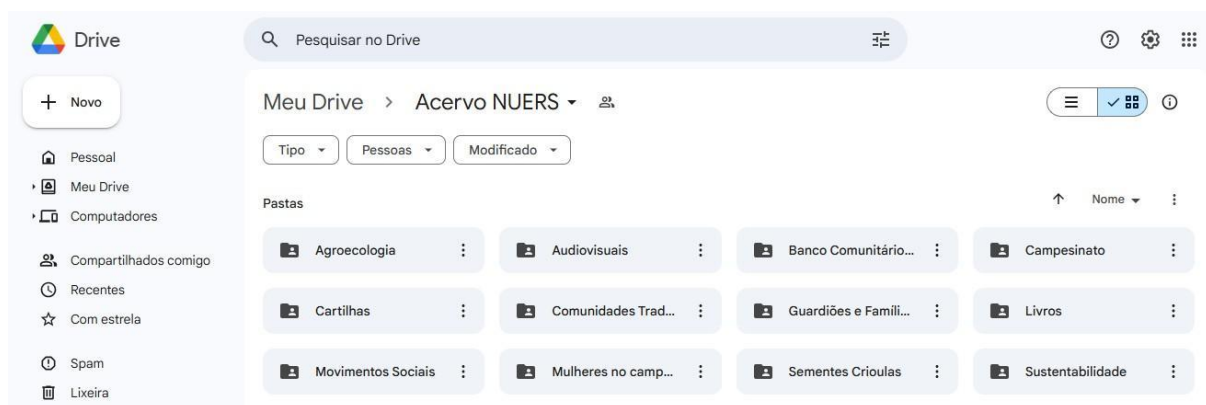 Drive
Pesquisar no Drive
Novo
Meu Drive > Acervo NUERS
Tipo
Pessoas
Modificado
Pessoal
Meu Drive
Computadores
Compartilhados comigo
Recentes
Com estrela
Spam
Lixeira
Pastas
Nome
Agroecologia
Audiovisuais
Banco Comunitário...
Campesinato
Cartilhas
Comunidades Trad...
Guardiões e Famíli...
Livros
Movimentos Sociais
Mulheres no camp...
Sementes Crioulas
Sustentabilidade